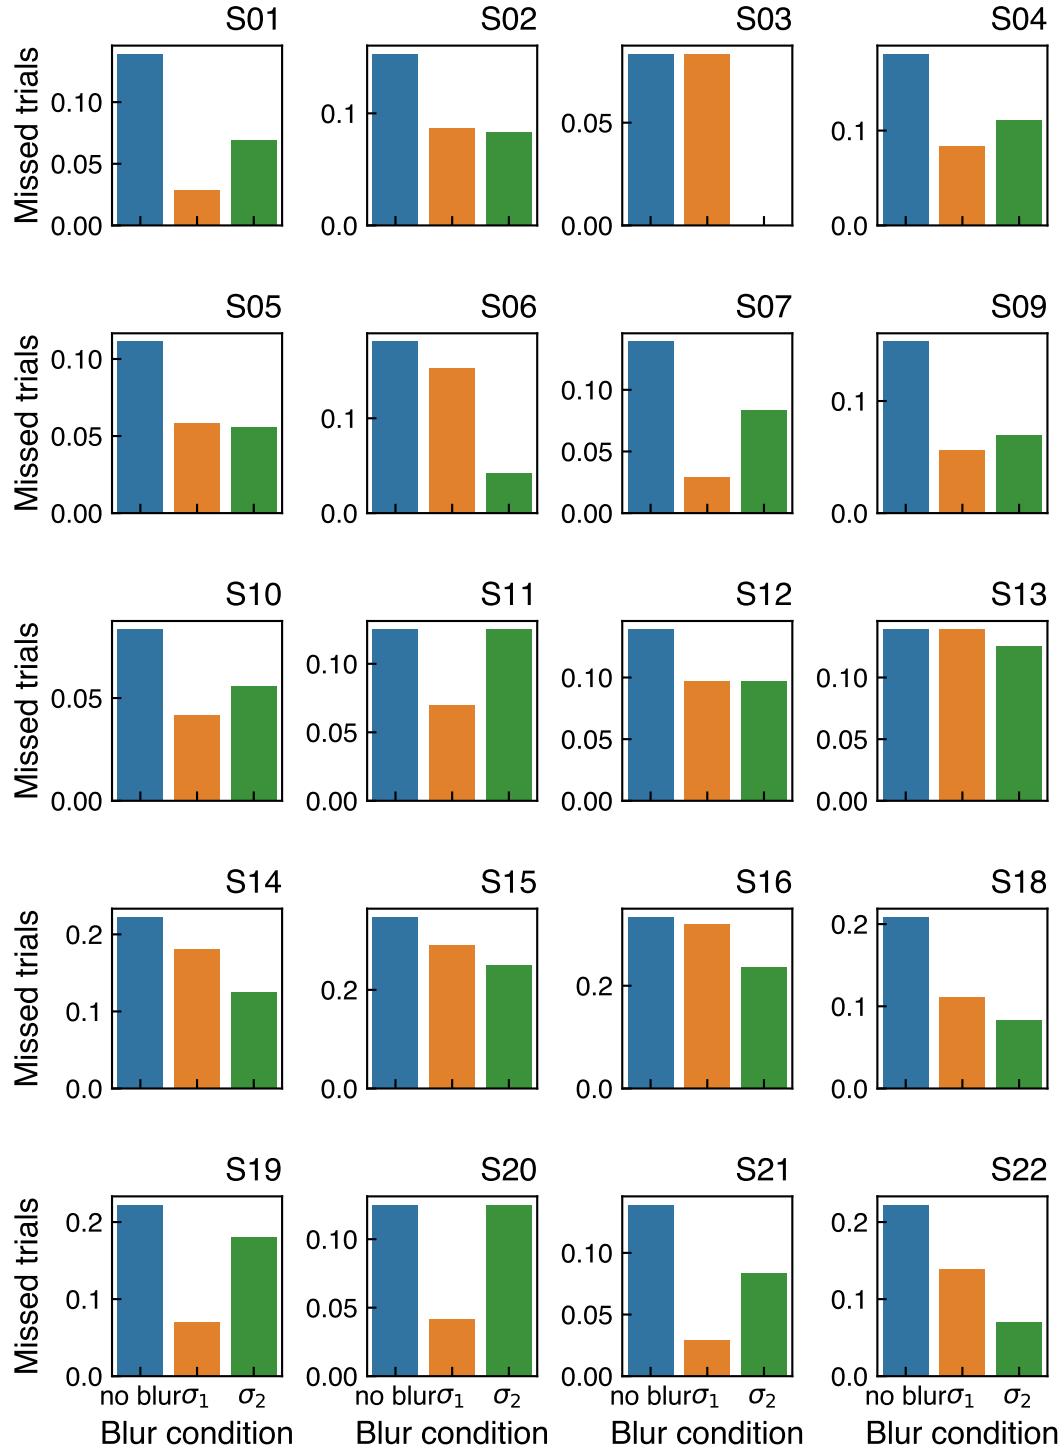 S01 S02 S03 S04
Missed trials
0.10 0.1 0.05 0.1
0.05
0.00 0.0 0.00 0.0
S05 S06 S07 S09
Missed trials
0.10 0.1 0.10 0.1
0.05 0.05
0.00 0.0 0.00 0.0
S10 S11 S12 S13
Missed trials
0.05 0.10 0.10 0.10
0.05 0.05 0.05
0.00 0.00 0.00 0.00
S14 S15 S16 S18
Missed trials
0.2 0.2 0.2 0.2
0.1 0.1
0.0 0.0 0.0 0.0
S19 S20 S21 S22
Missed trials
0.2 0.10 0.10 0.2
0.1 0.05 0.05 0.1
0.0 0.00 0.00 0.0
no blur σ₁ σ₂ no blur σ₁ σ₂ no blur σ₁ σ₂ no blur σ₁ σ₂
Blur condition Blur condition Blur condition Blur condition